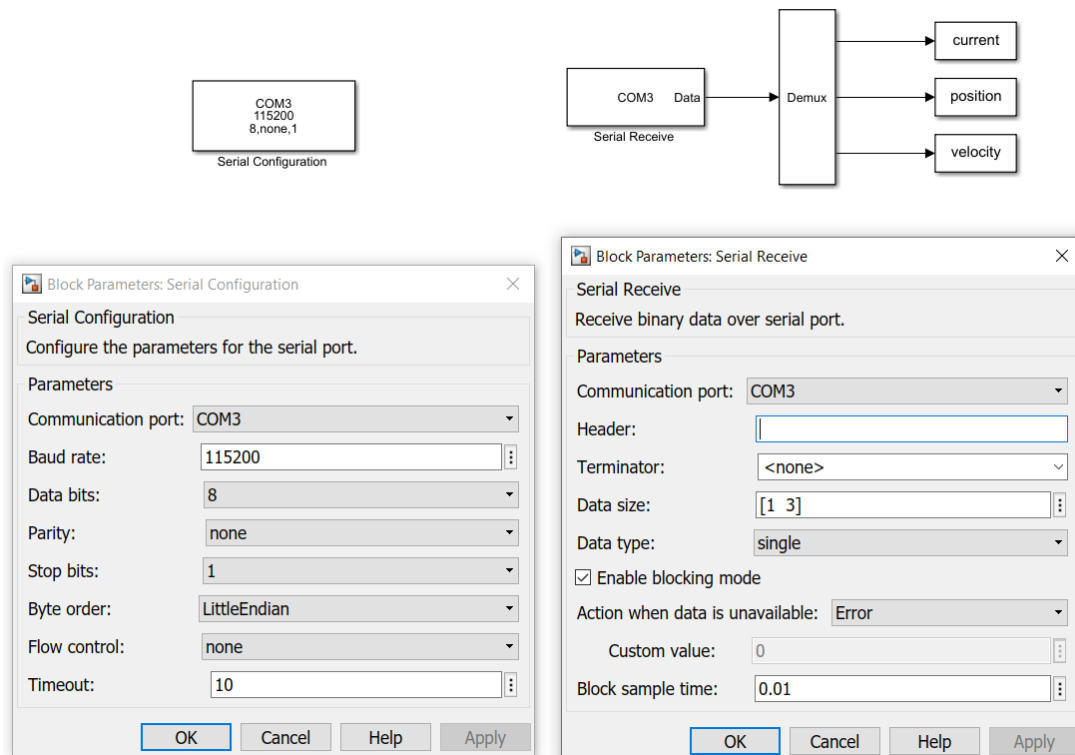 COM3
115200
8,none,1
Serial Configuration
COM3 Data
Serial Receive
Demux
current
position
velocity
Block Parameters: Serial Configuration
Serial Configuration
Configure the parameters for the serial port.
Parameters
Communication port: COM3
Baud rate: 115200
Data bits: 8
Parity: none
Stop bits: 1
Byte order: LittleEndian
Flow control: none
Timeout: 10
OK Cancel Help Apply
Block Parameters: Serial Receive
Serial Receive
Receive binary data over serial port.
Parameters
Communication port: COM3
Header:
Terminator: <none>
Data size: [1 3]
Data type: single
Enable blocking mode
Action when data is unavailable: Error
Custom value: 0
Block sample time: 0.01
OK Cancel Help Apply